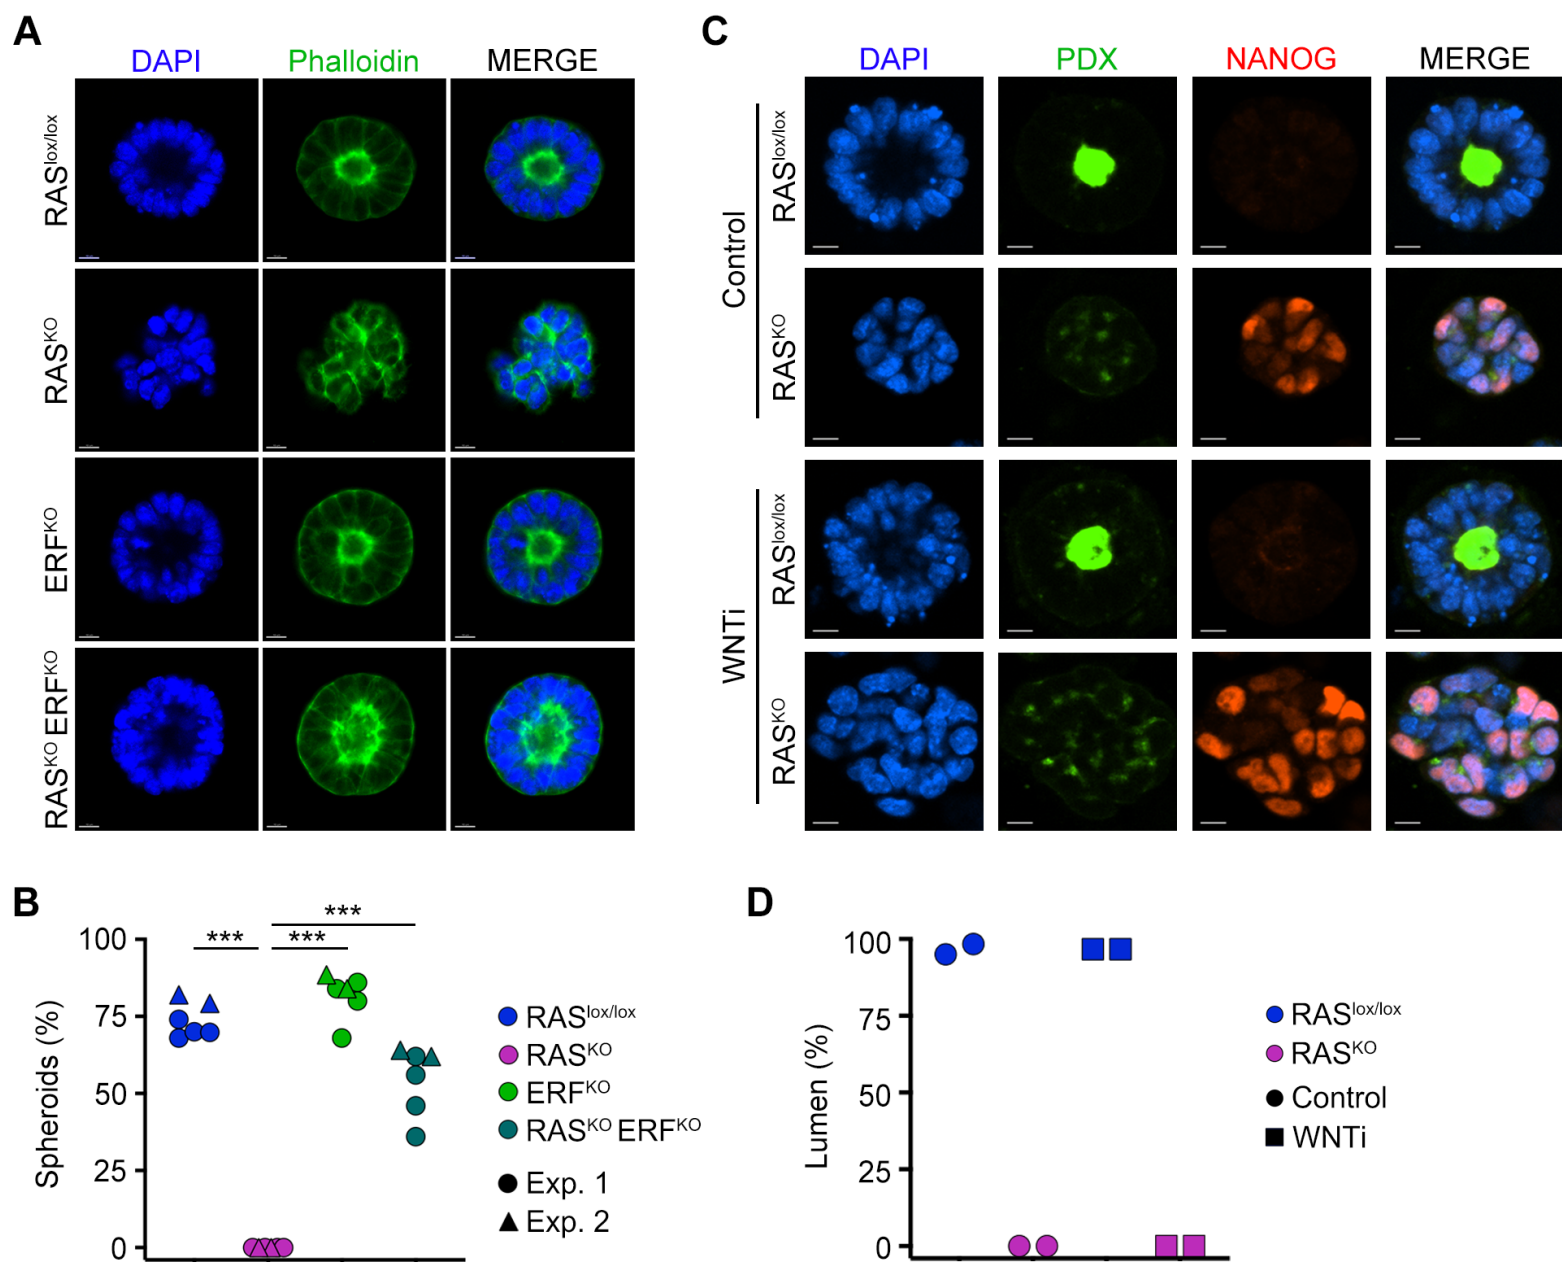 A
DAPI
Phalloidin
MERGE
RASlox/lox
RASKO
ERFKO
RASKO ERFKO
C
DAPI
PDX
NANOG
MERGE
Control
RASlox/lox
RASKO
WNTi
RASlox/lox
RASKO
B
Spheroids (%)
100
75
50
25
0
***
***
***
RASlox/lox
RASKO
ERFKO
RASKO ERFKO
Exp. 1
Exp. 2
D
Lumen (%)
100
75
50
25
0
RASlox/lox
RASKO
Control
WNTi